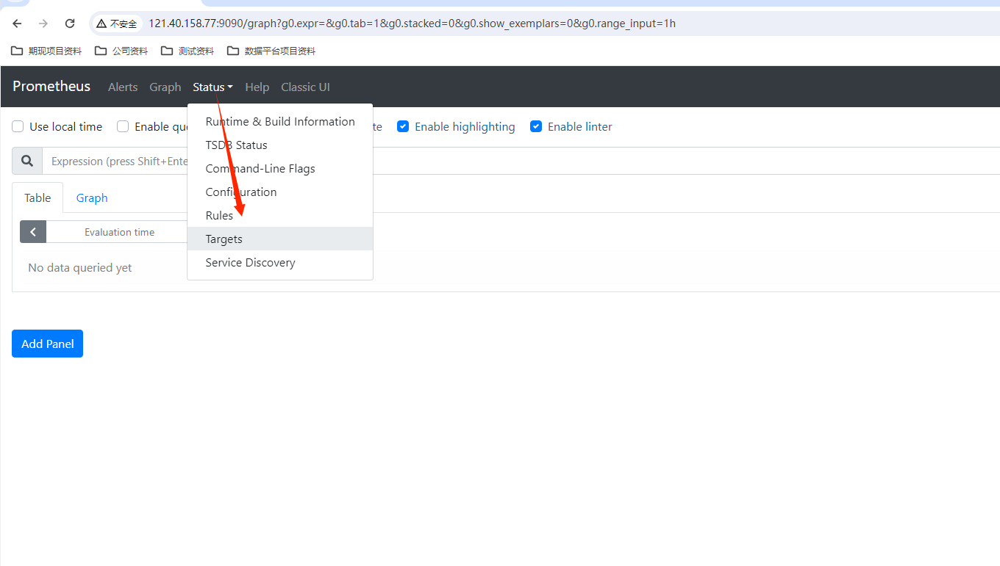 不安全 121.40.158.77:9090/graph?g0.expr=&g0.tab=1&g0.stacked=0&g0.show_exemplars=0&g0.range_input=1h
期现项目资料 公司资料 测试资料 数据平台项目资料
Prometheus Alerts Graph Status Help Classic UI
Runtime & Build Information
Use local time Enable que te Enable highlighting Enable linter
TSDB Status
Expression (press Shift+Ente
Command-Line Flags
Configuration
Table Graph
Rules
Evaluation time
Targets
Service Discovery
No data queried yet
Add Panel